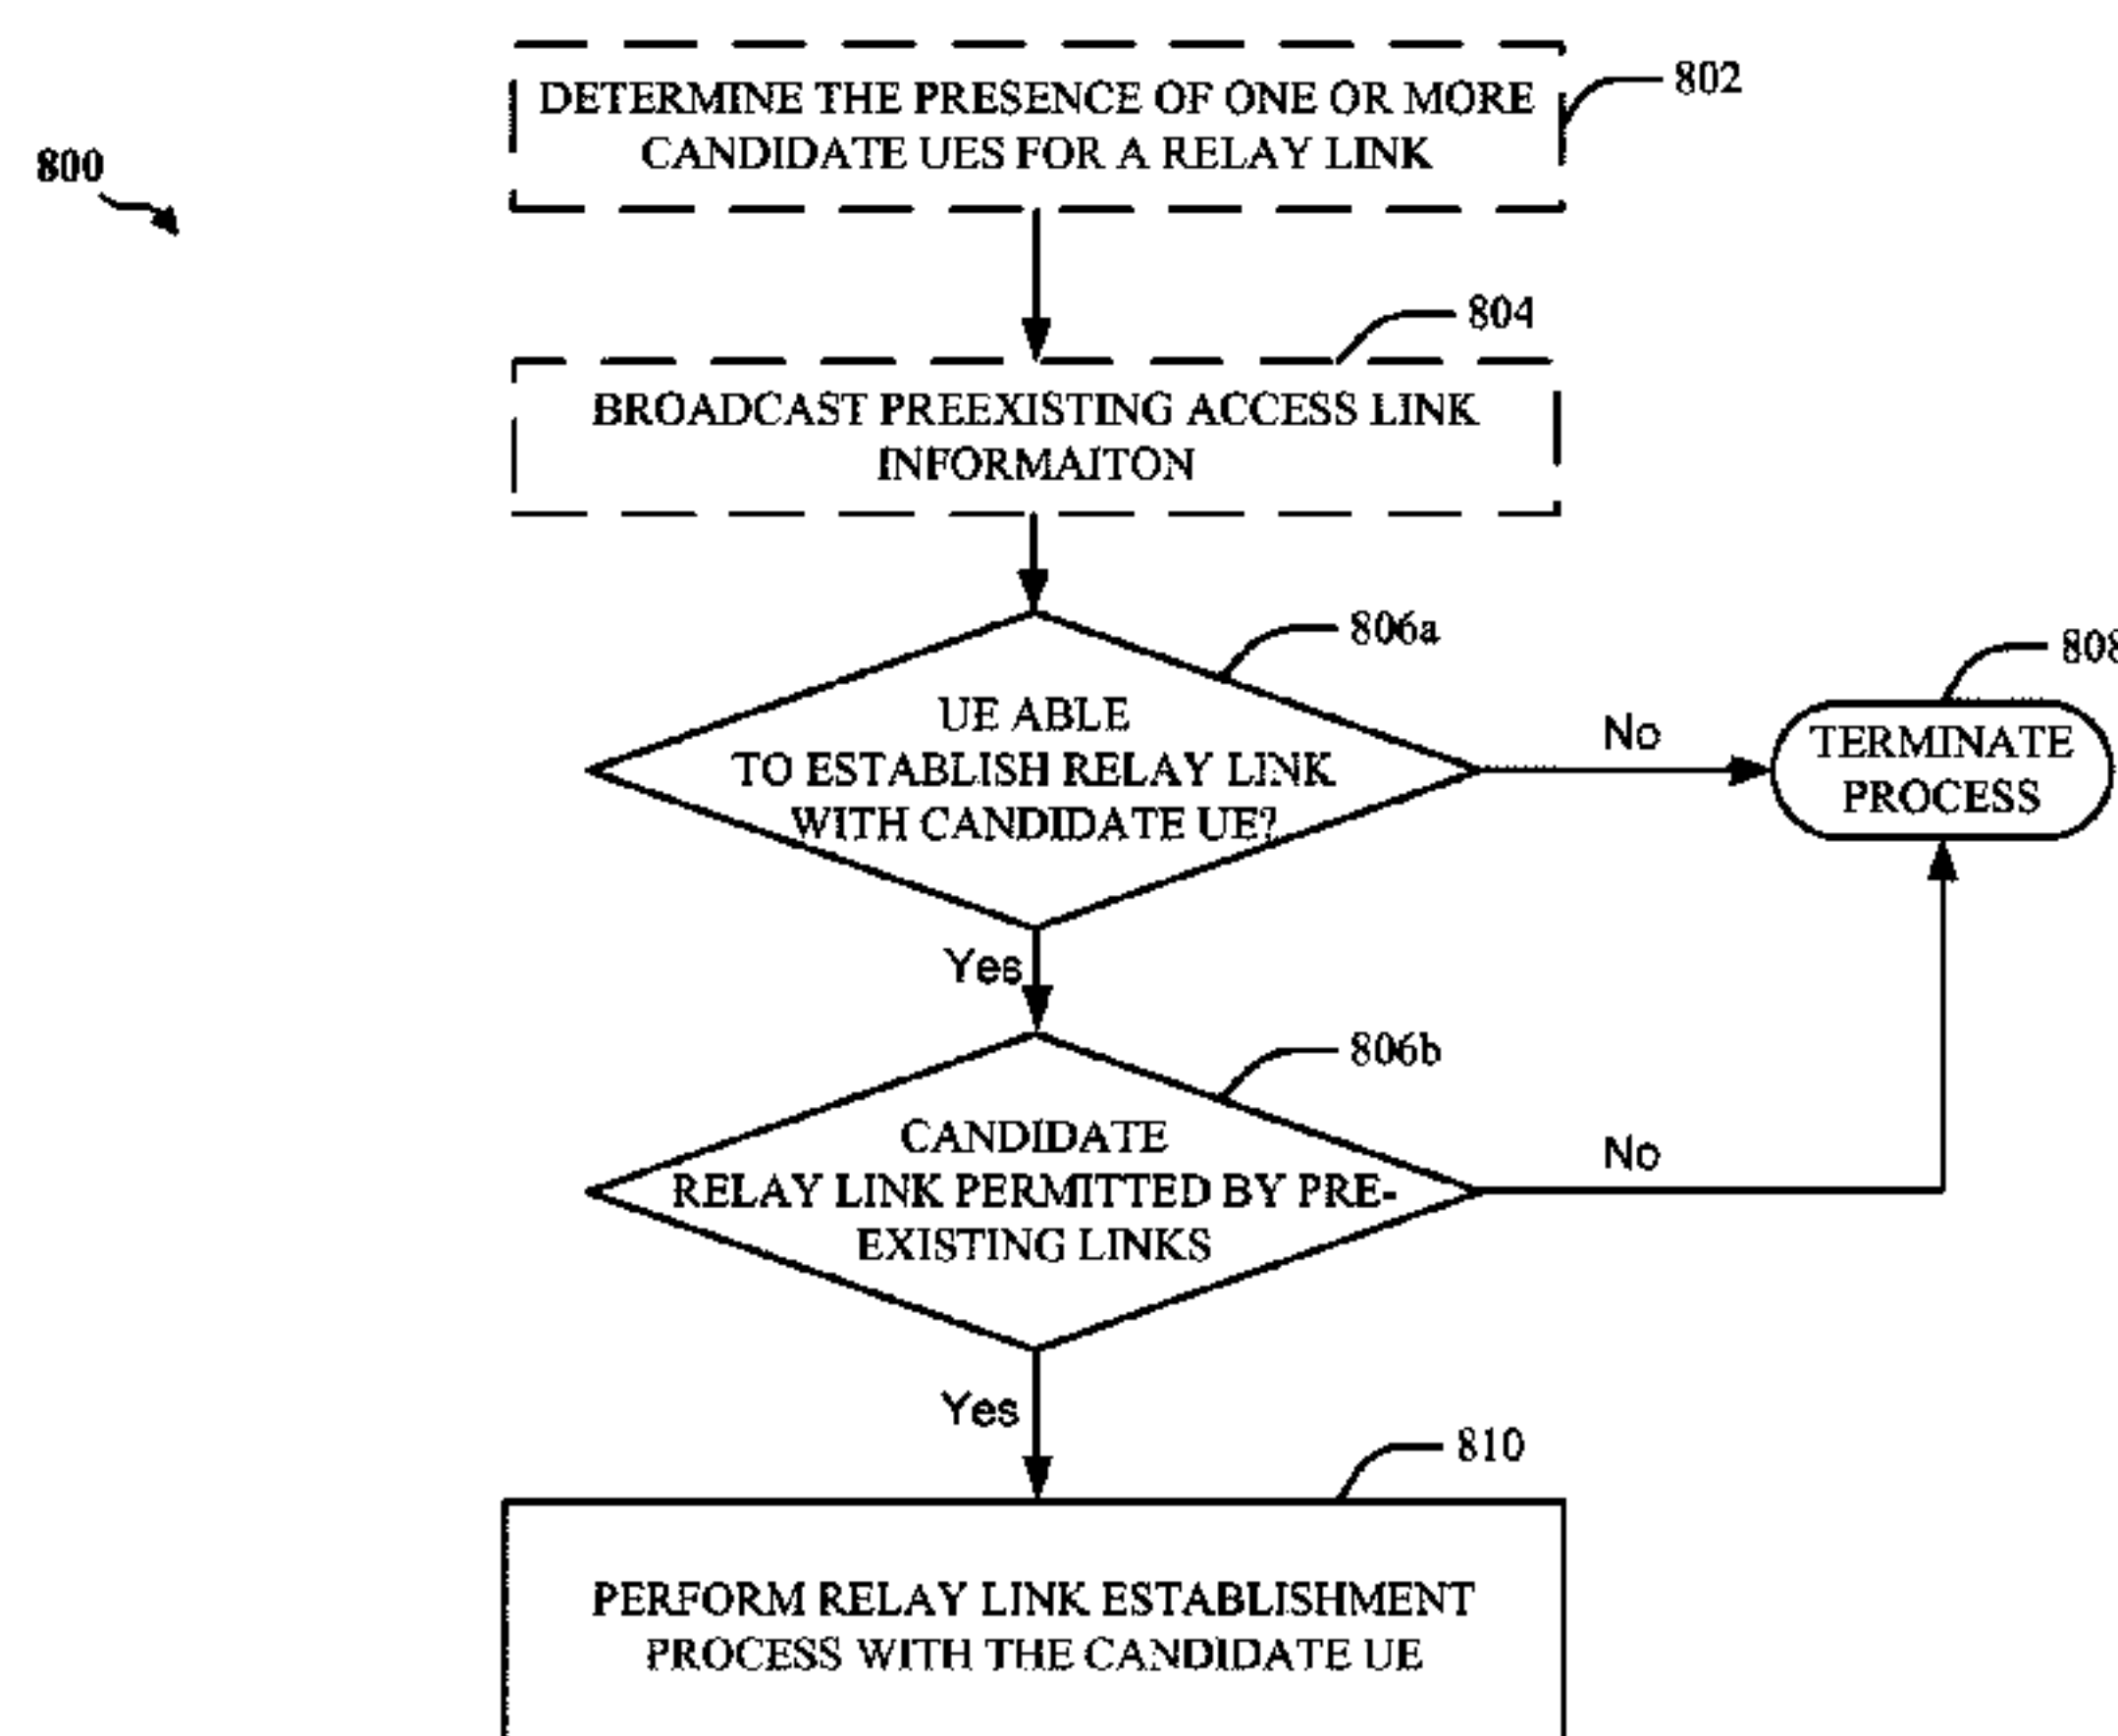 800
DETERMINE THE PRESENCE OF ONE OR MORE
CANDIDATE UES FOR A RELAY LINK
802
804
BROADCAST PREEXISTING ACCESS LINK
INFORMAITON
806a
UE ABLE
TO ESTABLISH RELAY LINK
WITH CANDIDATE UE?
No
808
TERMINATE
PROCESS
Yes
806b
CANDIDATE
RELAY LINK PERMITTED BY PRE-
EXISTING LINKS
No
Yes
810
PERFORM RELAY LINK ESTABLISHMENT
PROCESS WITH THE CANDIDATE UE